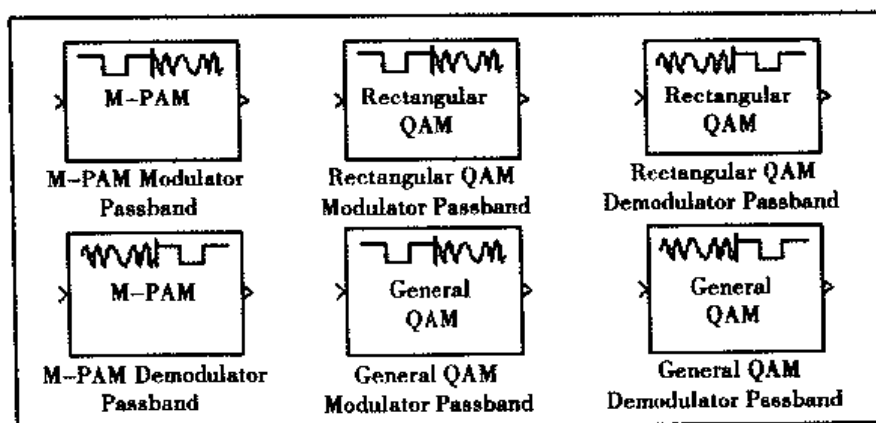 M-PAM
M-PAM Modulator
Passband
Rectangular
QAM
Rectangular QAM
Modulator Passband
Rectangular
QAM
Rectangular QAM
Demodulator Passband
M-PAM
M-PAM Demodulator
Passband
General
QAM
General QAM
Modulator Passband
General
QAM
General QAM
Demodulator Passband